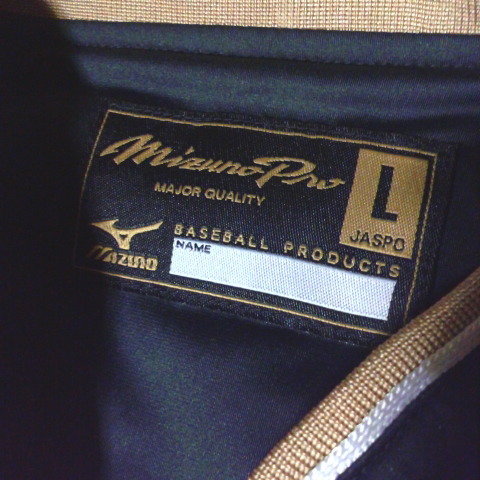 Mizuno Pro
MAJOR QUALITY
L
JASPO
BASEBALL PRODUCTS
NAME
MIZUNO